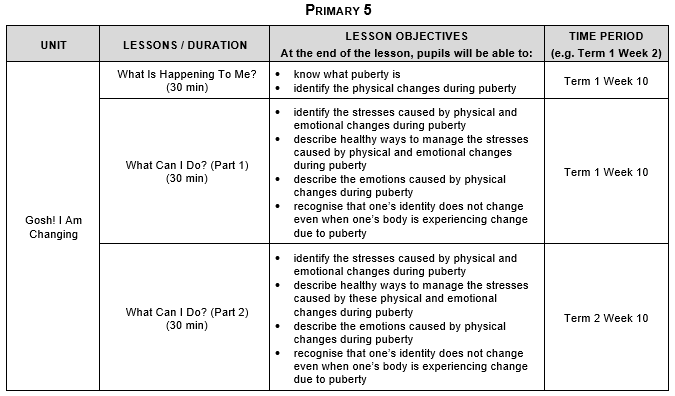 PRIMARY 5
UNIT
LESSONS / DURATION
LESSON OBJECTIVES
At the end of the lesson, pupils will be able to:
TIME PERIOD
(e.g. Term 1 Week 2)
Gosh! I Am
Changing
What Is Happening To Me?
(30 min)
• know what puberty is
• identify the physical changes during puberty
Term 1 Week 10
What Can I Do? (Part 1)
(30 min)
• identify the stresses caused by physical and
emotional changes during puberty
• describe healthy ways to manage the stresses
caused by physical and emotional changes
during puberty
• describe the emotions caused by physical
changes during puberty
• recognise that one's identity does not change
even when one's body is experiencing change
due to puberty
Term 1 Week 10
What Can I Do? (Part 2)
(30 min)
• identify the stresses caused by physical and
emotional changes during puberty
• describe healthy ways to manage the stresses
caused by these physical and emotional
changes during puberty
• describe the emotions caused by physical
changes during puberty
• recognise that one's identity does not change
even when one's body is experiencing change
due to puberty
Term 2 Week 10